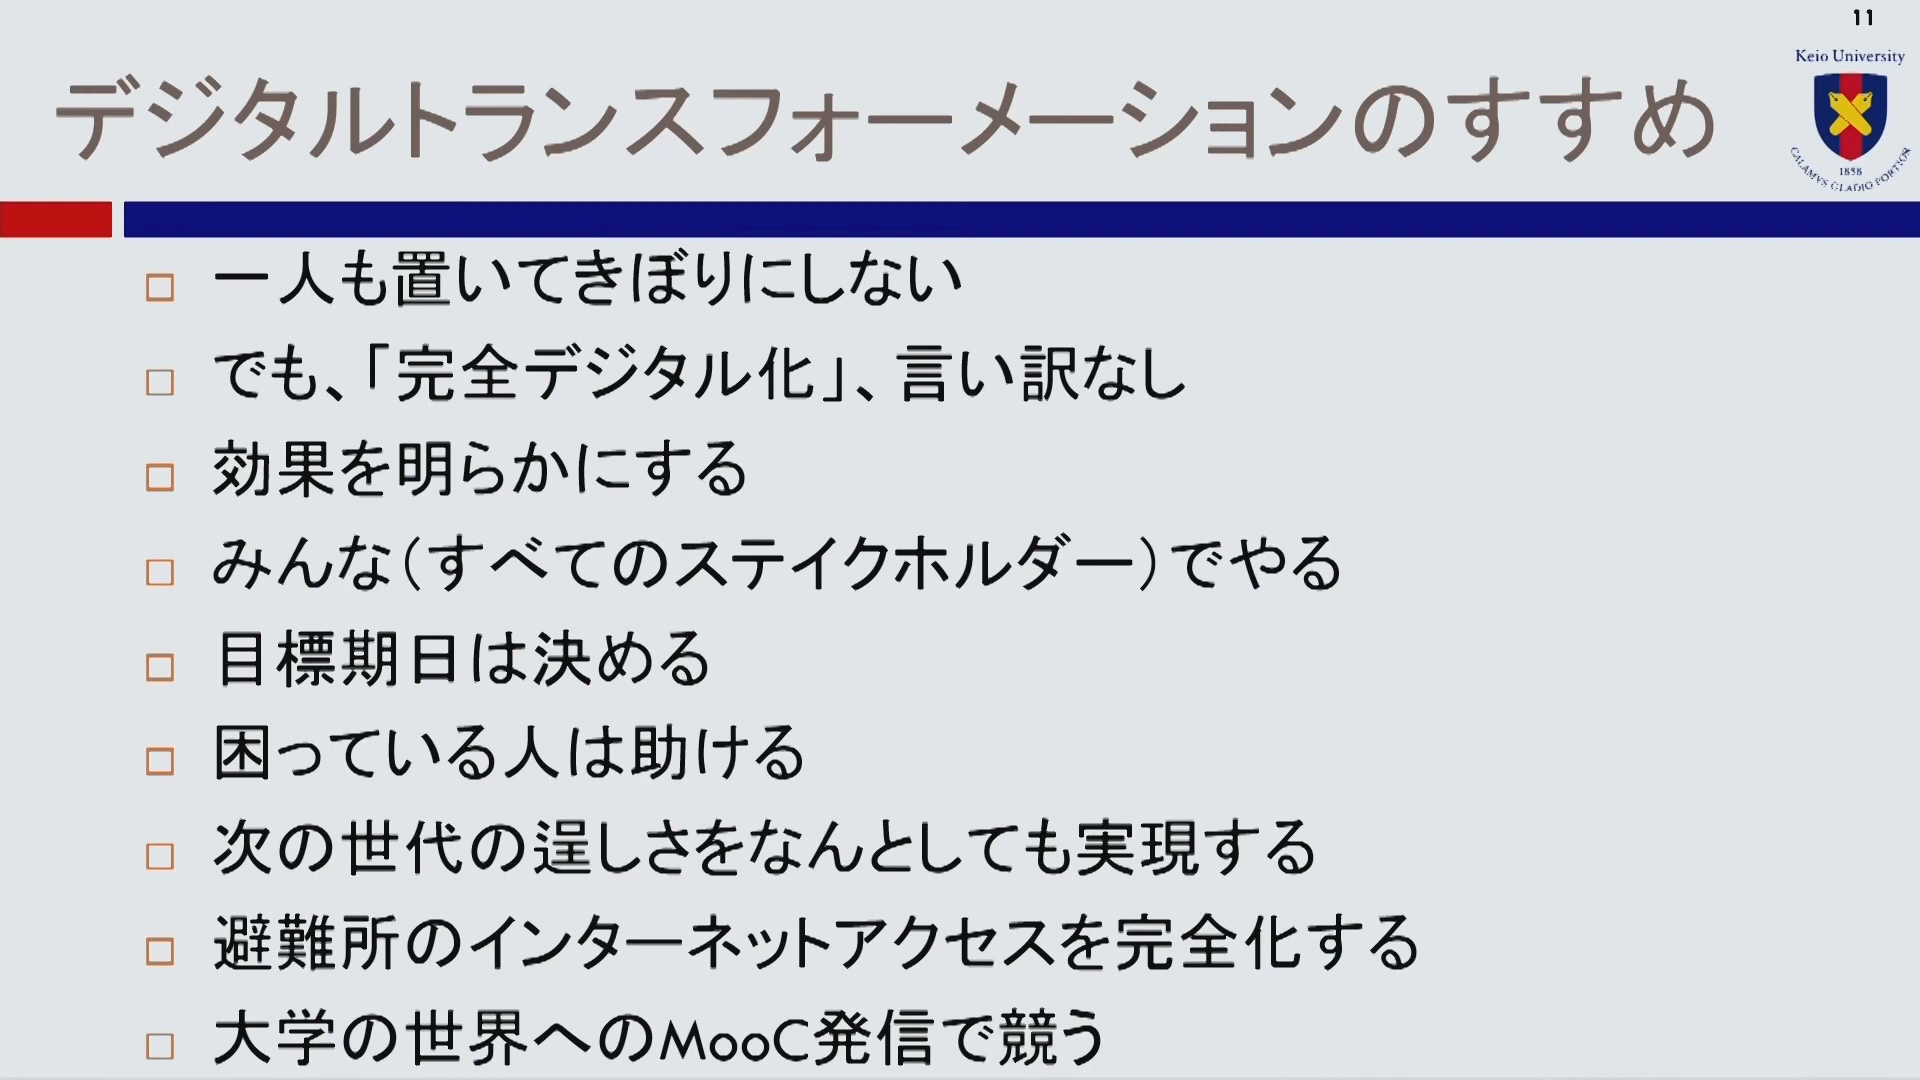 11
Keio University
デジタルトランスフォーメーションのすすめ
1858
CALAMVS GLADIO FORTIOR
一人も置いてきぼりにしない
でも、「完全デジタル化」、言い訳なし
効果を明らかにする
みんな(すべてのステイクホルダー)でやる
目標期日は決める
困っている人は助ける
次の世代の逞しさをなんとしても実現する
避難所のインターネットアクセスを完全化する
大学の世界へのMooC発信で競う